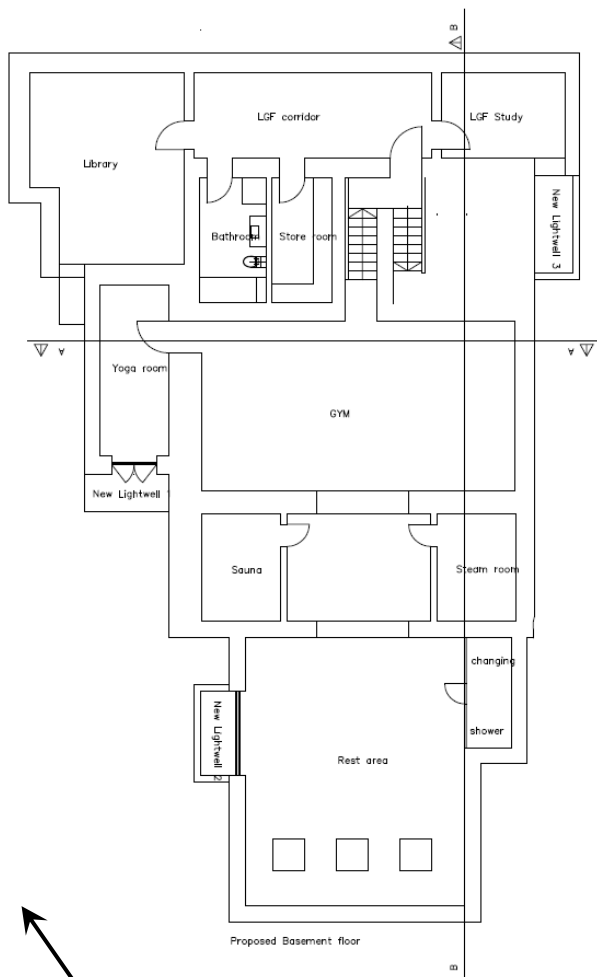 B
LGF corridor
LGF Study
Library
Bathroom
Store room
New Lightwell 3
A
A
Yoga room
GYM
New Lightwell 1
Sauna
Steam room
changing
New Lightwell 2
shower
Rest area
Proposed Basement floor
B